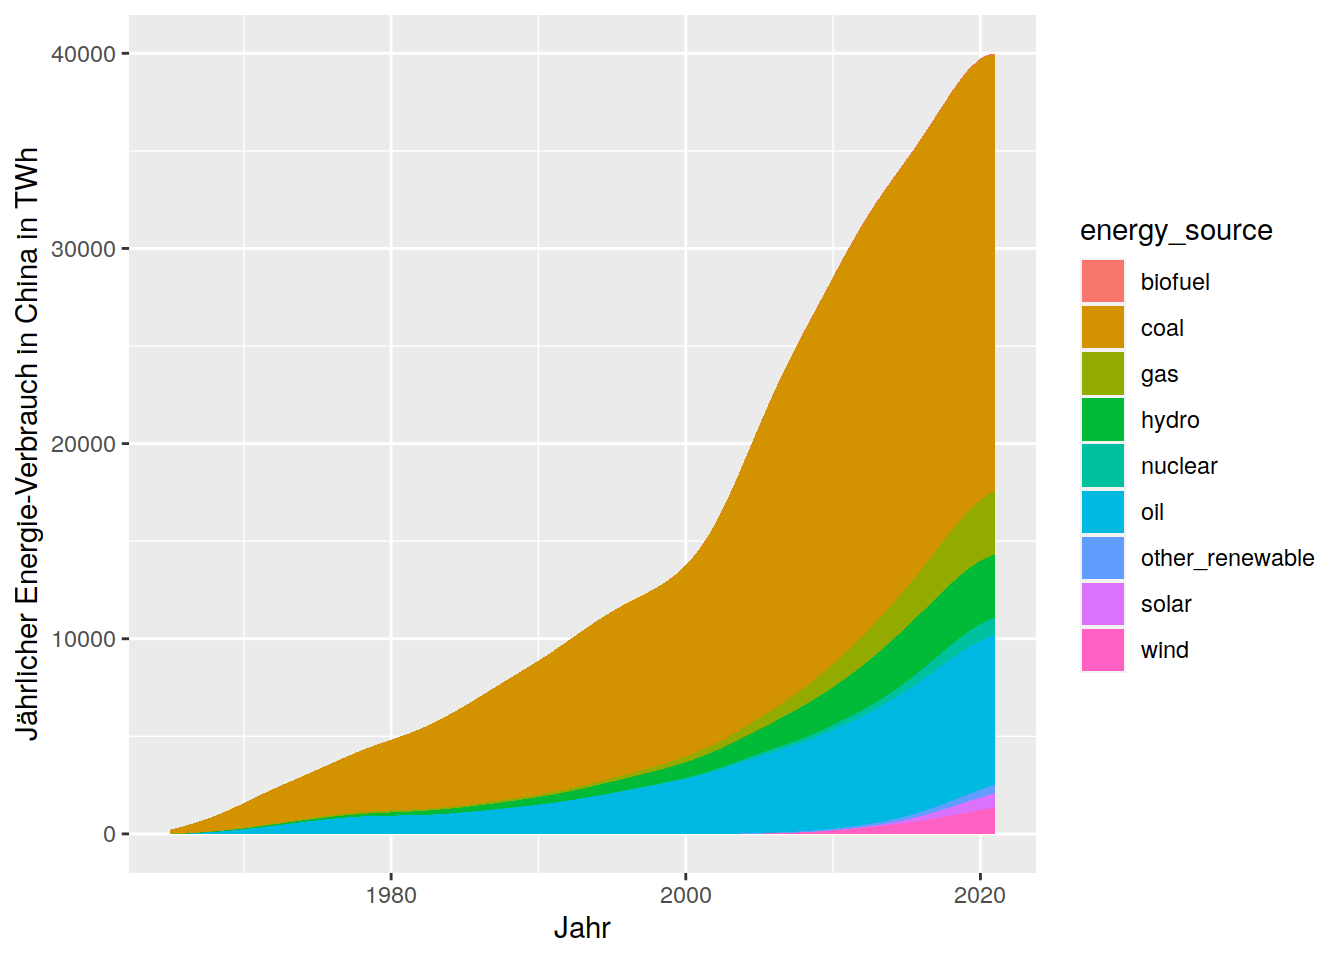 Jährlicher Energie-Verbrauch in China in TWh
40000
30000
20000
10000
0
1980
2000
2020
Jahr
energy_source
biofuel
coal
gas
hydro
nuclear
oil
other_renewable
solar
wind